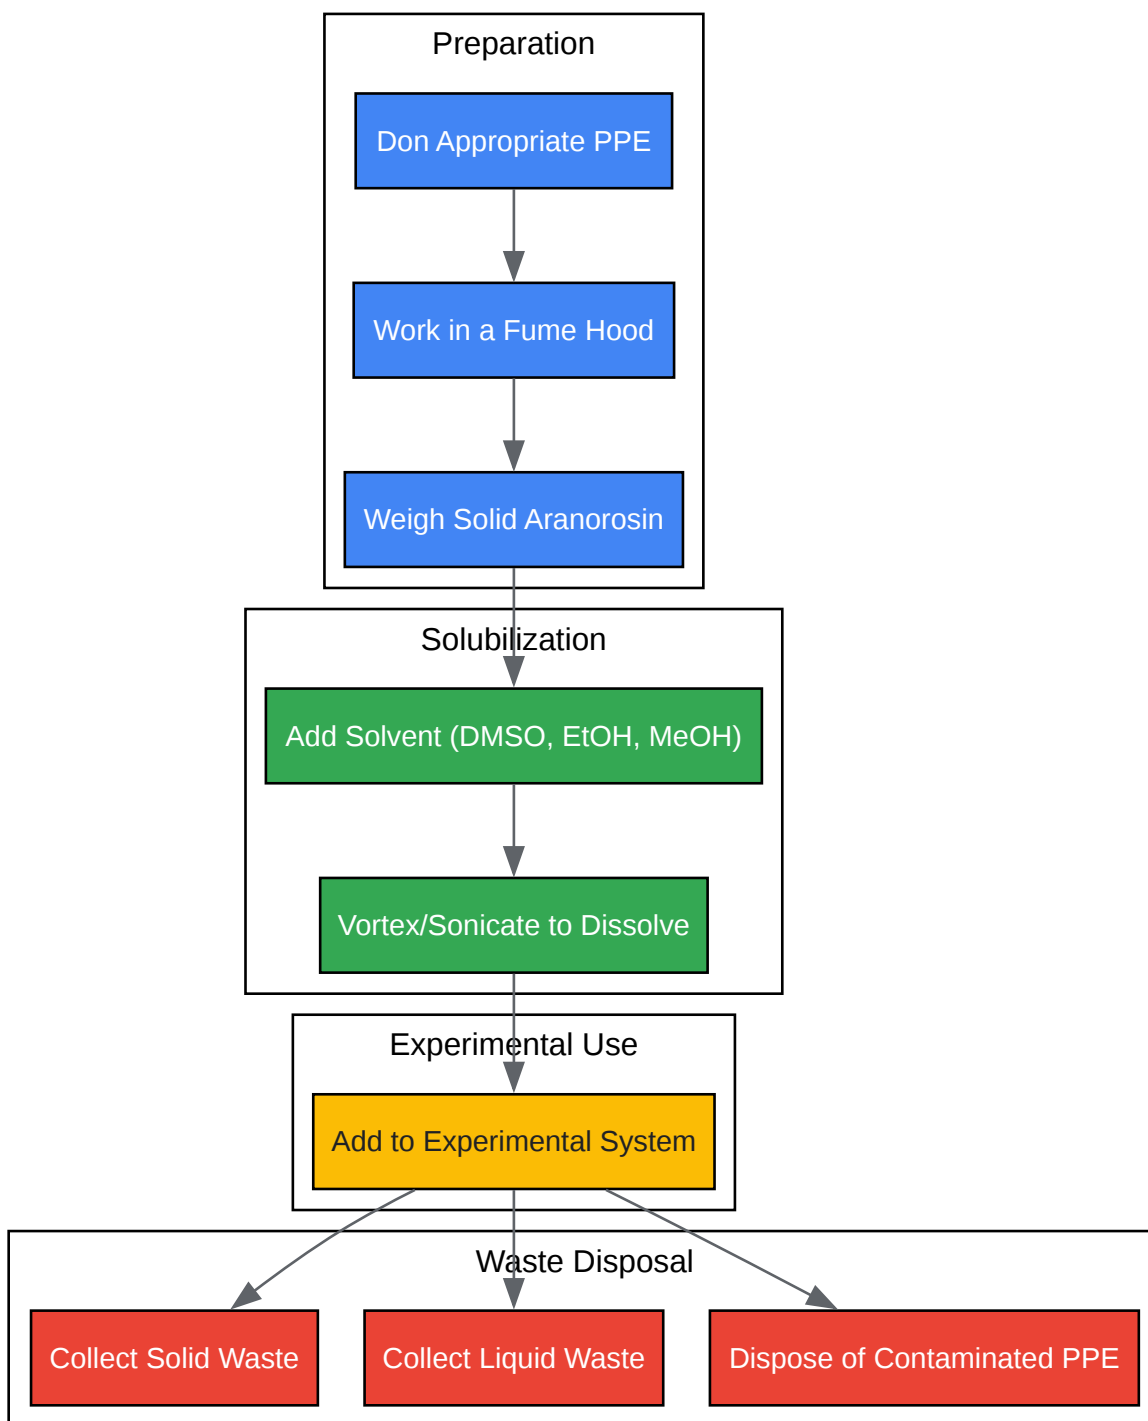 Preparation
Don Appropriate PPE
Work in a Fume Hood
Weigh Solid Aranorosin
Solubilization
Add Solvent (DMSO, EtOH, MeOH)
Vortex/Sonicate to Dissolve
Experimental Use
Add to Experimental System
Waste Disposal
Collect Solid Waste
Collect Liquid Waste
Dispose of Contaminated PPE